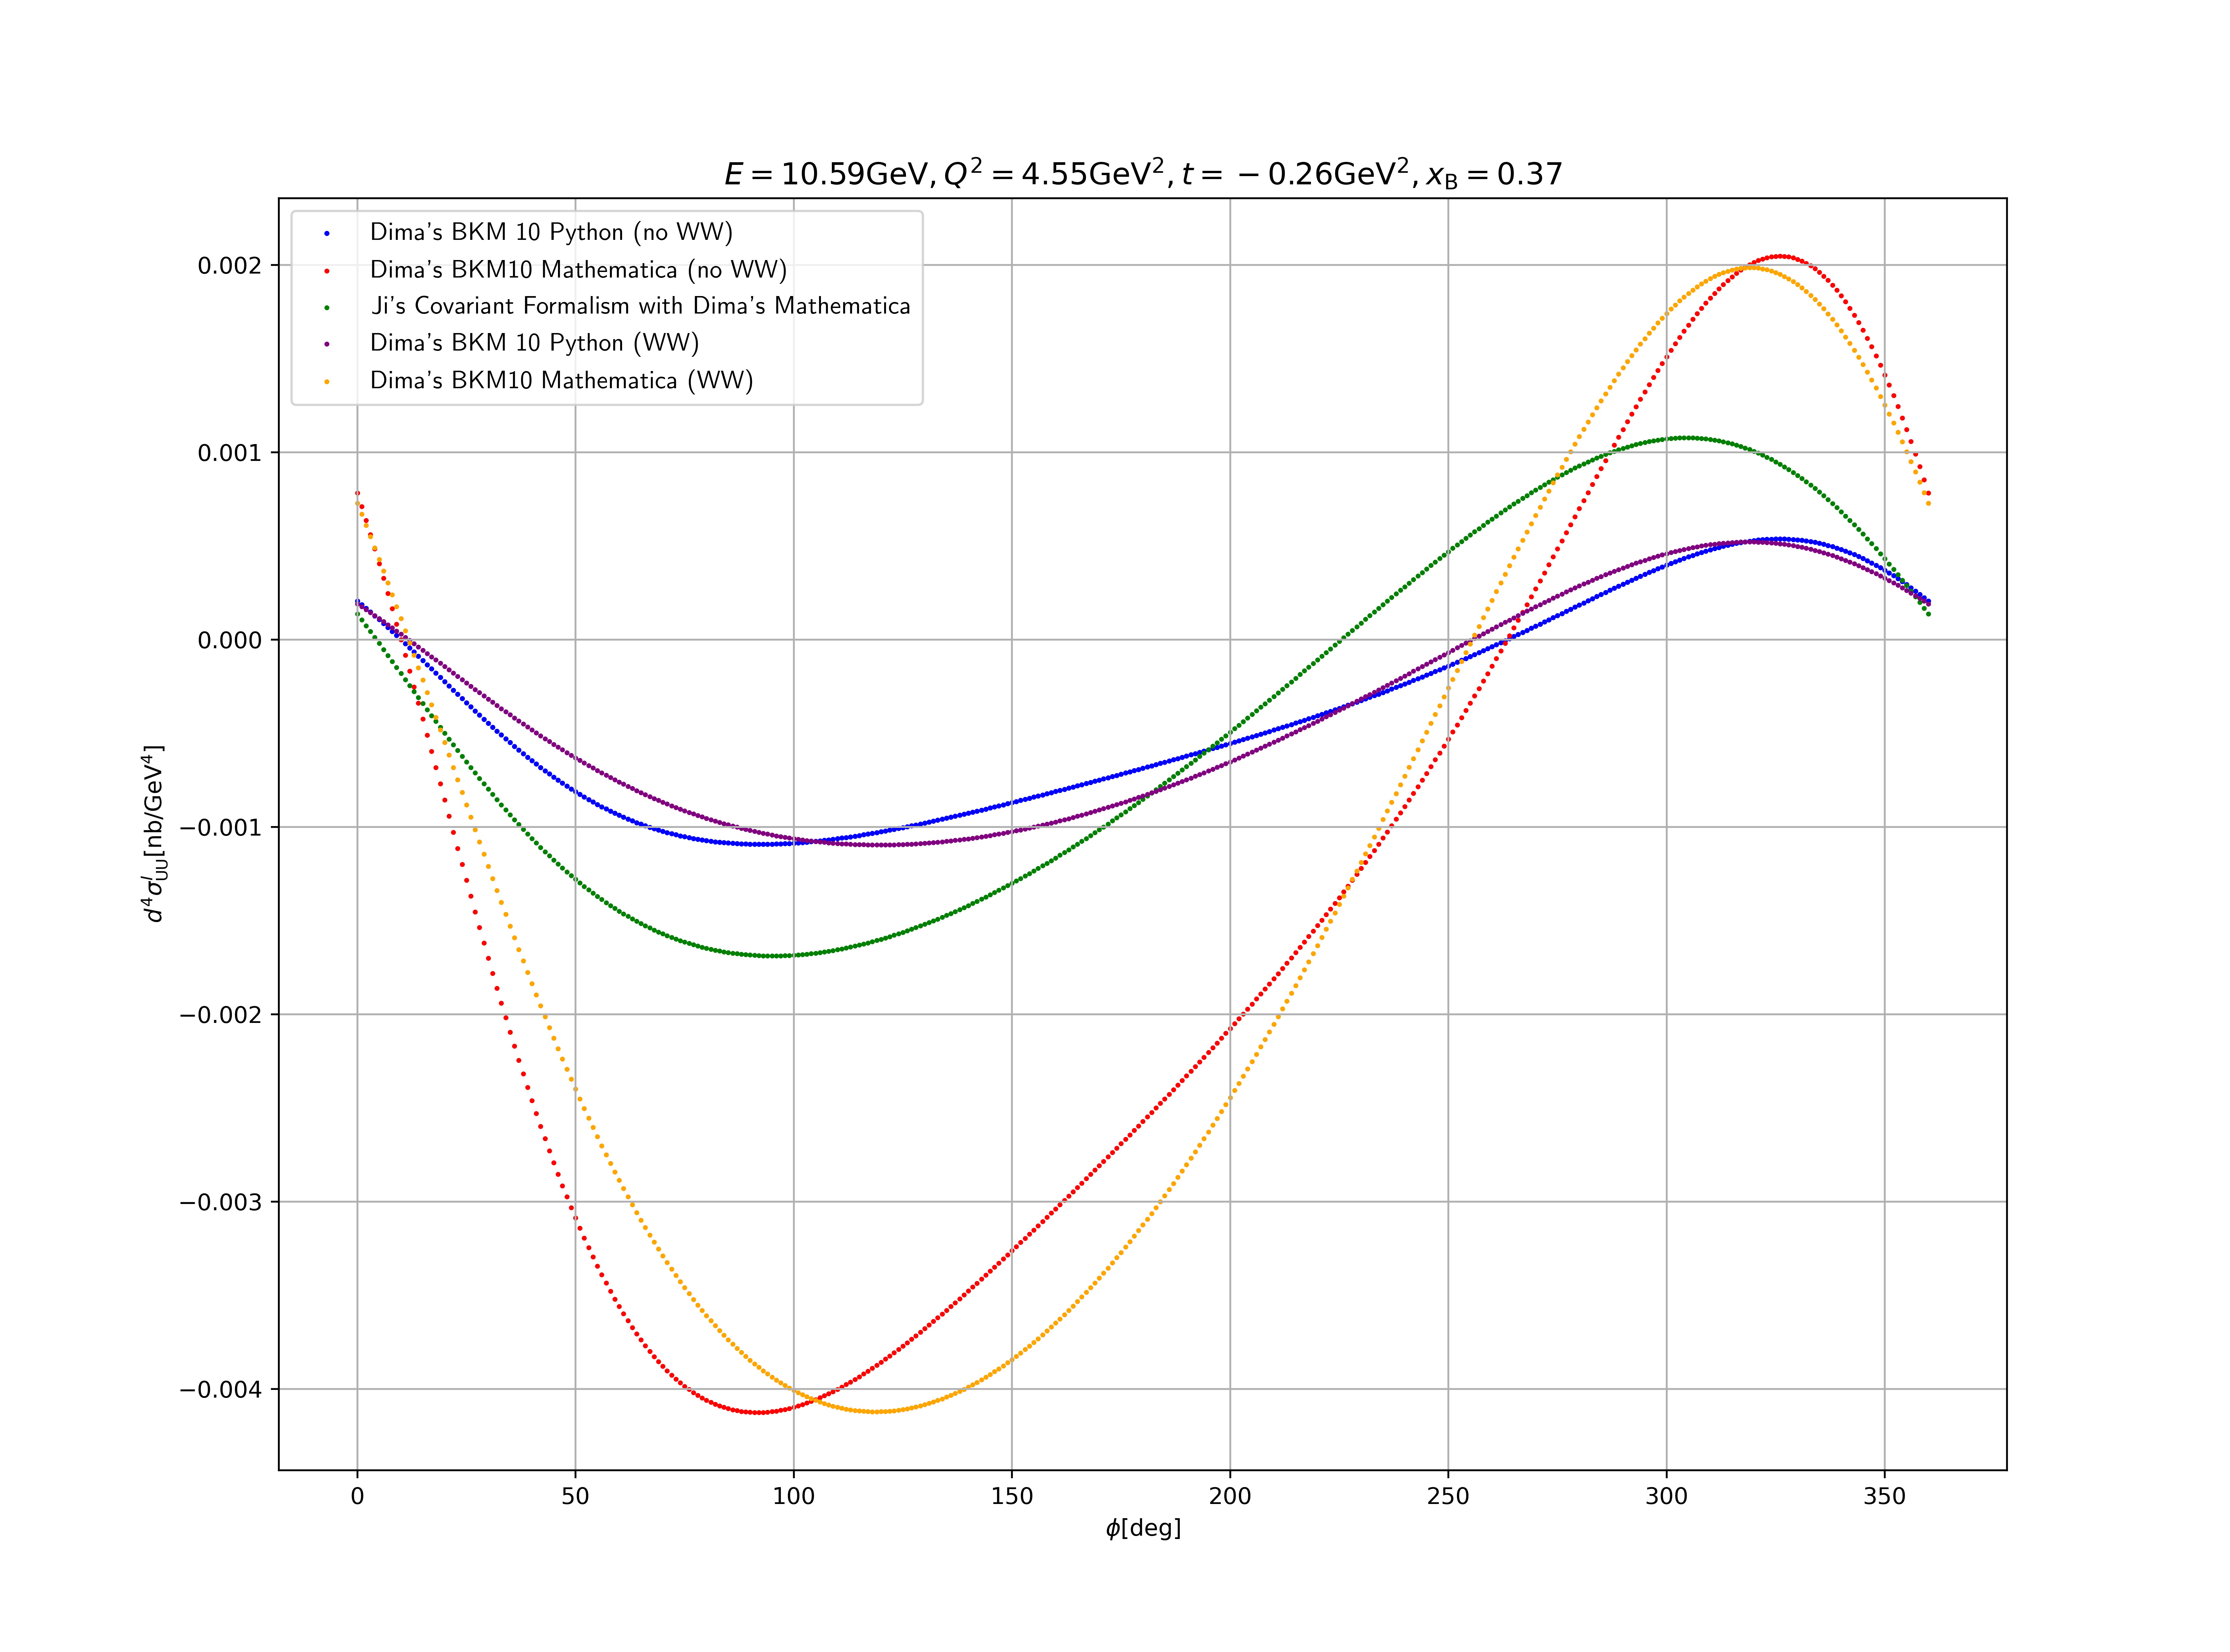 E = 10.59GeV, Q² = 4.55GeV², t = −0.26GeV², x_B = 0.37
Dima's BKM 10 Python (no WW)
Dima's BKM10 Mathematica (no WW)
Ji's Covariant Formalism with Dima's Mathematica
Dima's BKM 10 Python (WW)
Dima's BKM10 Mathematica (WW)
d⁴σ^I_UU[nb/GeV⁴]
0.002
0.001
0.000
−0.001
−0.002
−0.003
−0.004
0 50 100 150 200 250 300 350
ϕ[deg]